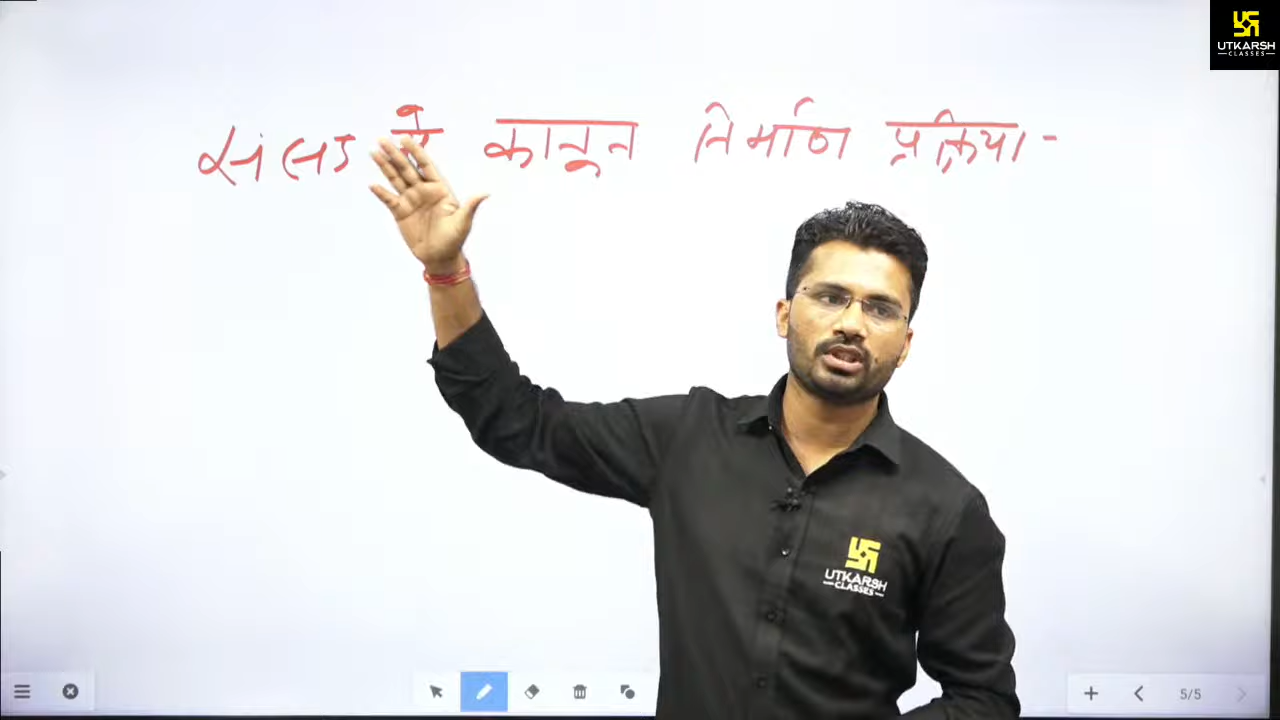 UTKARSH
CLASSES
संसद में कानून निर्माण प्रक्रिया -
UTKARSH
CLASSES
5/5